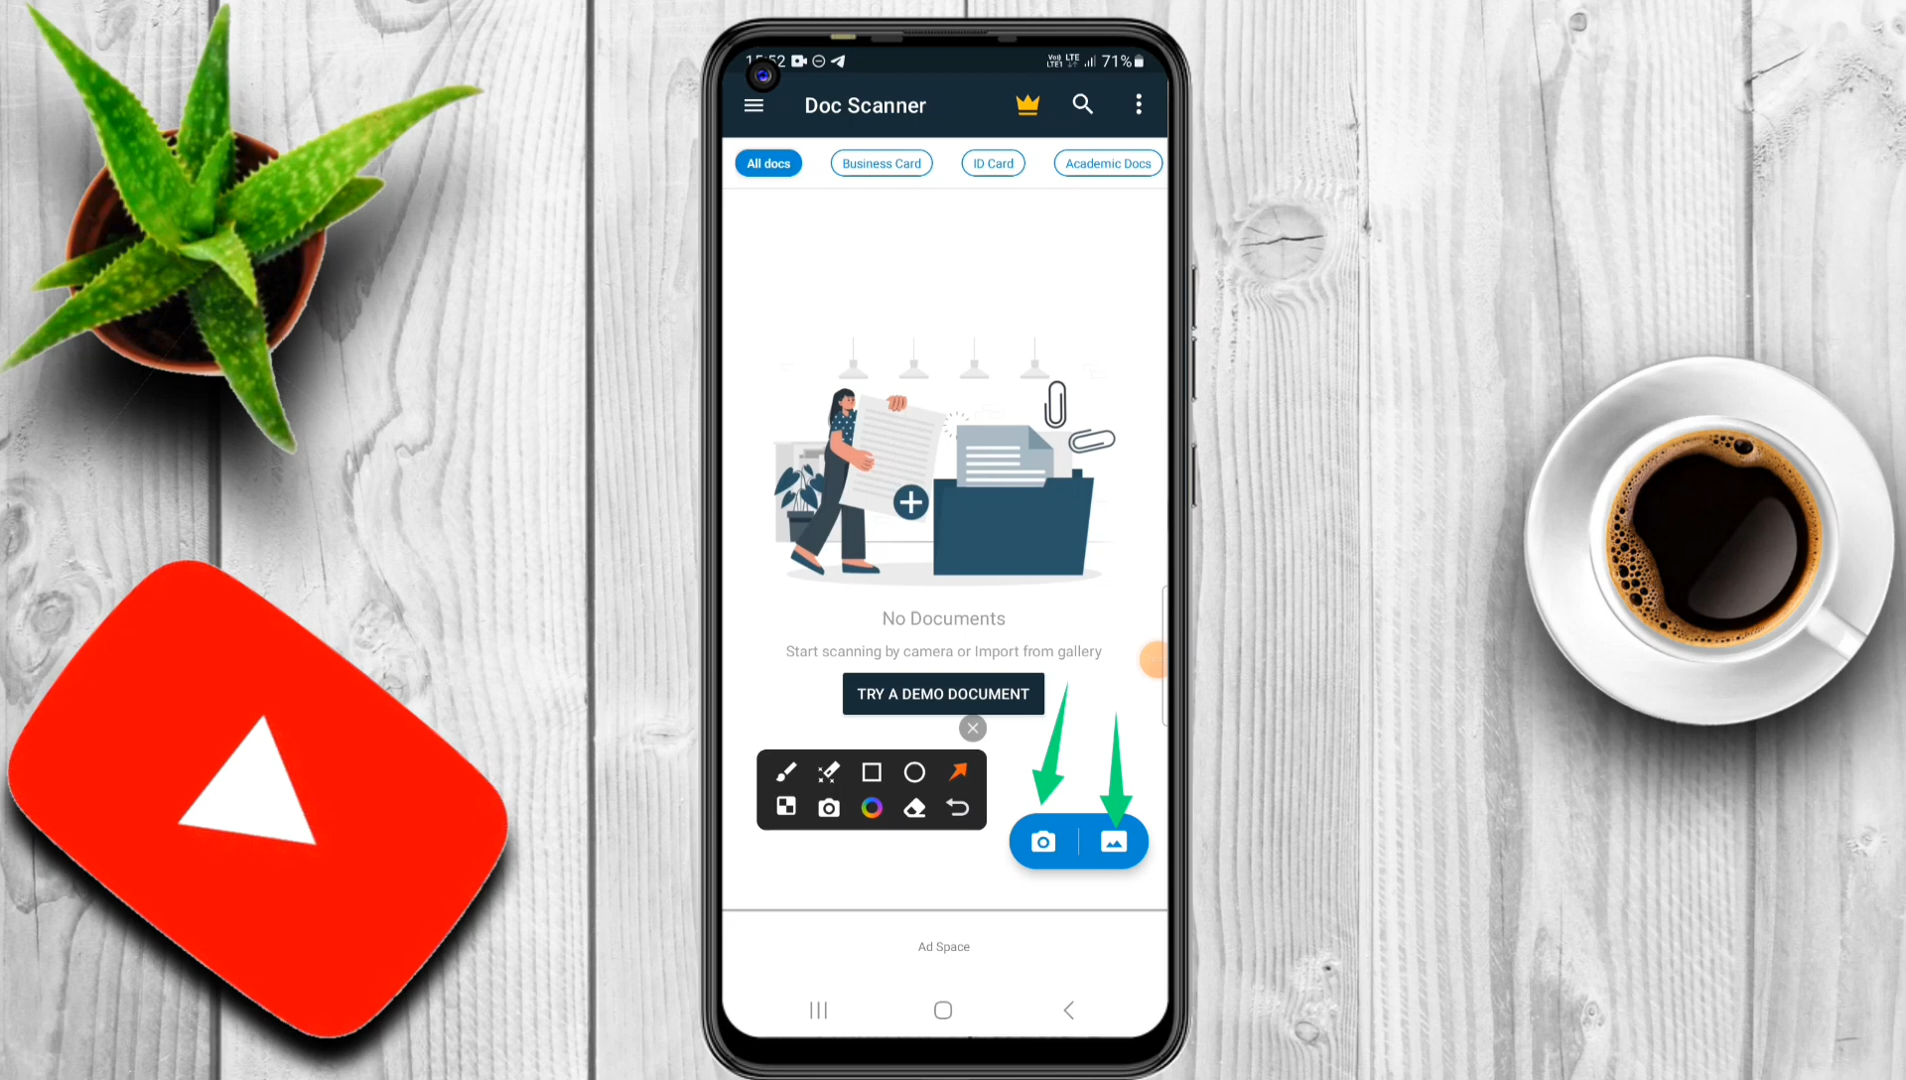 Doc Scanner
71%
All docs
Business Card
ID Card
Academic Docs
No Documents
Start scanning by camera or Import from gallery
TRY A DEMO DOCUMENT
Ad Space